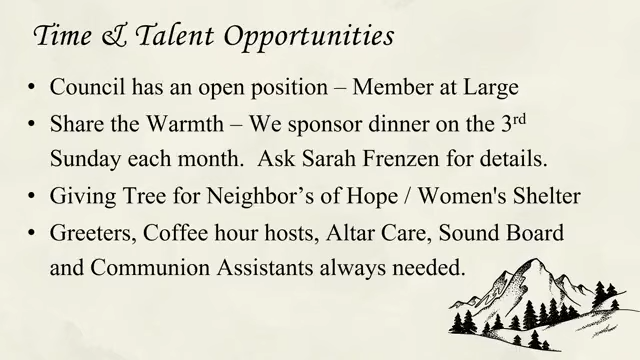 Time & Talent Opportunities
• Council has an open position – Member at Large
• Share the Warmth – We sponsor dinner on the 3rd
Sunday each month.  Ask Sarah Frenzen for details.
• Giving Tree for Neighbor’s of Hope / Women's Shelter
• Greeters, Coffee hour hosts, Altar Care, Sound Board
and Communion Assistants always needed.